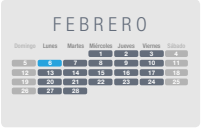 FEBRERO
Domingo Lunes Martes Miércoles Jueves Viernes Sábado
1 2 3 4
5 6 7 8 9 10 11
12 13 14 15 16 17 18
19 20 21 22 23 24 25
26 27 28